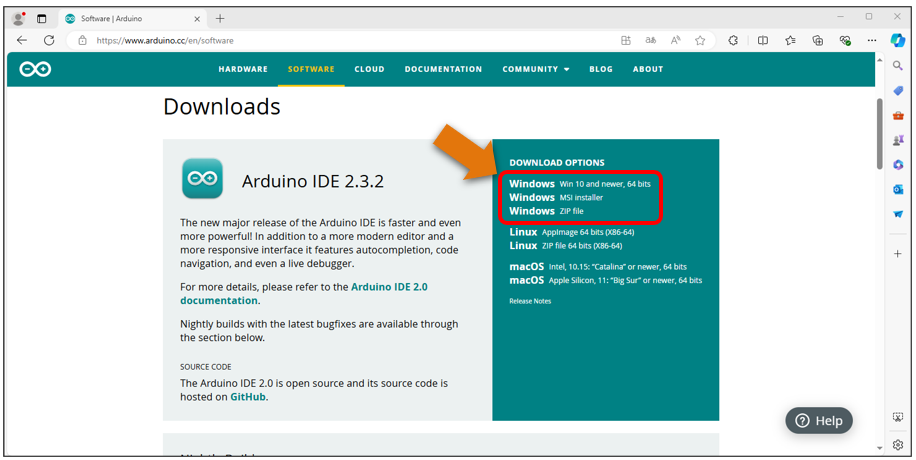 Software | Arduino
https://www.arduino.cc/en/software
HARDWARE SOFTWARE CLOUD DOCUMENTATION COMMUNITY BLOG ABOUT
Downloads
Arduino IDE 2.3.2
The new major release of the Arduino IDE is faster and even
more powerful! In addition to a more modern editor and a
more responsive interface it features autocompletion, code
navigation, and even a live debugger.
For more details, please refer to the Arduino IDE 2.0
documentation.
Nightly builds with the latest bugfixes are available through
the section below.
SOURCE CODE
The Arduino IDE 2.0 is open source and its source code is
hosted on GitHub.
DOWNLOAD OPTIONS
Windows Win 10 and newer, 64 bits
Windows MSI installer
Windows ZIP file
Linux AppImage 64 bits (X86-64)
Linux ZIP file 64 bits (X86-64)
macOS Intel, 10.15: “Catalina” or newer, 64 bits
macOS Apple Silicon, 11: “Big Sur” or newer, 64 bits
Release Notes
Help